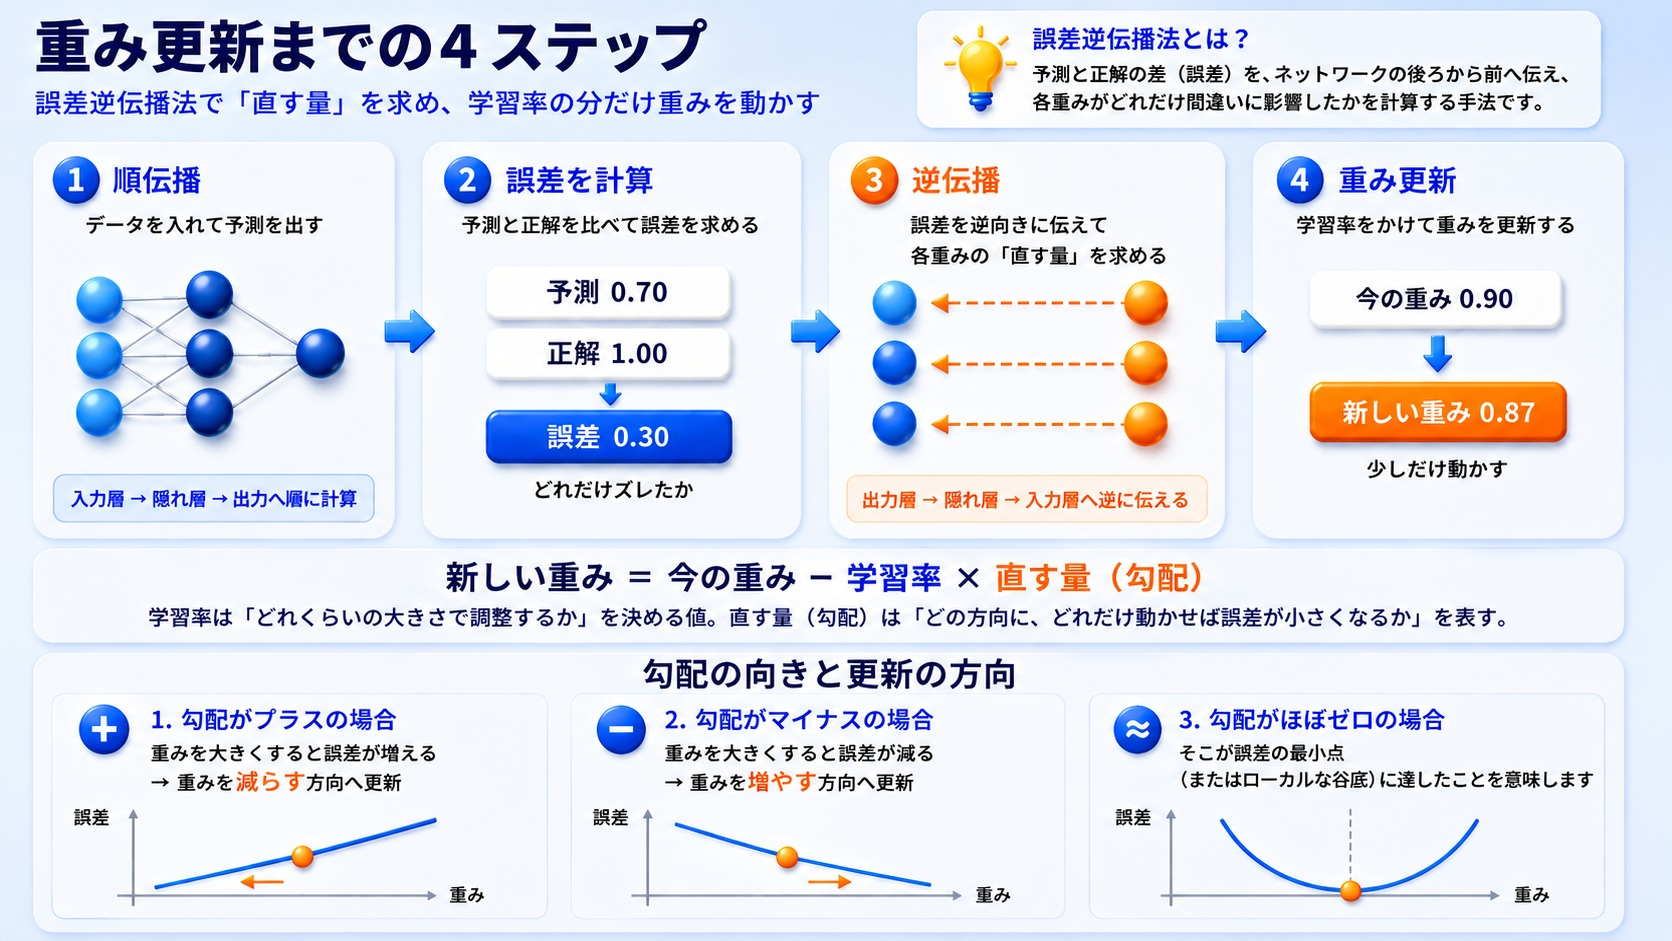 重み更新までの4ステップ
誤差逆伝播法で「直す量」を求め、学習率の分だけ重みを動かす
誤差逆伝播法とは？
予測と正解の差（誤差）を、ネットワークの後ろから前へ伝え、
各重みがどれだけ間違いに影響したかを計算する手法です。
1 順伝播
データを入れて予測を出す
入力層 → 隠れ層 → 出力へ順に計算
2 誤差を計算
予測と正解を比べて誤差を求める
予測 0.70
正解 1.00
誤差 0.30
どれだけズレたか
3 逆伝播
誤差を逆向きに伝えて
各重みの「直す量」を求める
出力層 → 隠れ層 → 入力層へ逆に伝える
4 重み更新
学習率をかけて重みを更新する
今の重み 0.90
新しい重み 0.87
少しだけ動かす
新しい重み = 今の重み − 学習率 × 直す量（勾配）
学習率は「どれくらいの大きさで調整するか」を決める値。直す量（勾配）は「どの方向に、どれだけ動かせば誤差が小さくなるか」を表す。
勾配の向きと更新の方向
+ 1. 勾配がプラスの場合
重みを大きくすると誤差が増える
→ 重みを減らす方向へ更新
誤差
重み
− 2. 勾配がマイナスの場合
重みを大きくすると誤差が減る
→ 重みを増やす方向へ更新
誤差
重み
≈ 3. 勾配がほぼゼロの場合
そこが誤差の最小点
（またはローカルな谷底）に達したことを意味します
誤差
重み